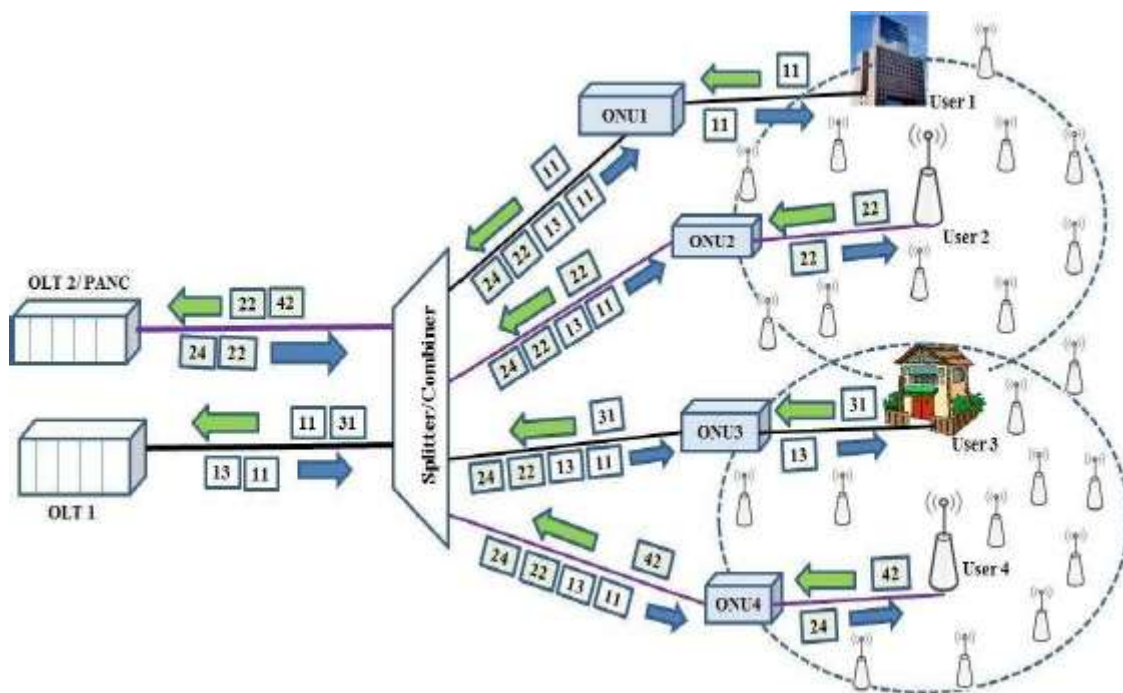 11
User 1
ONU1
11
11
24 22 13 11
22
ONU2
User 2
22
22
24 22 13 11
OLT 2/ PANC
22 42
24 22
Splitter/Combiner
11 31
13 11
OLT 1
31
ONU3
31
13
User 3
24 22 13 11
42
24 22 13 11
ONU4
42
24
User 4